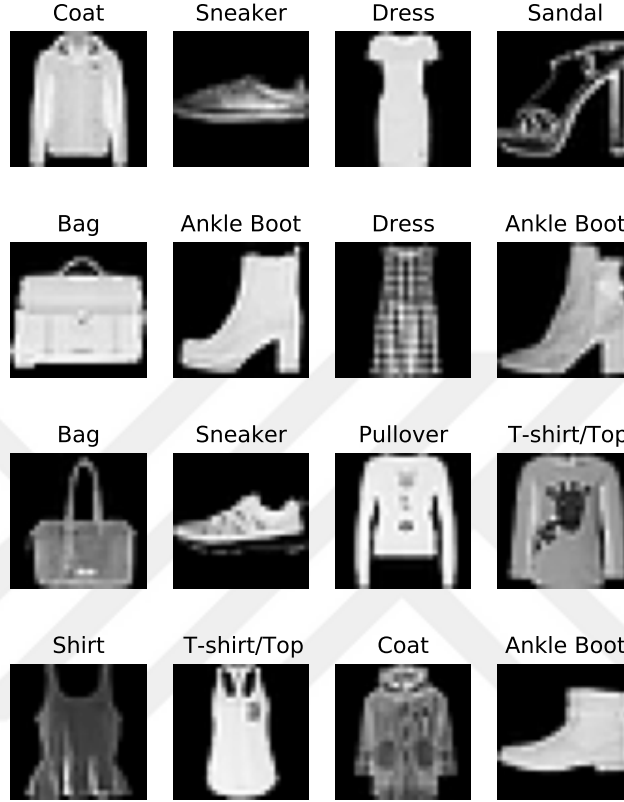 Coat Sneaker Dress Sandal
Bag Ankle Boot Dress Ankle Boot
Bag Sneaker Pullover T-shirt/Top
Shirt T-shirt/Top Coat Ankle Boot